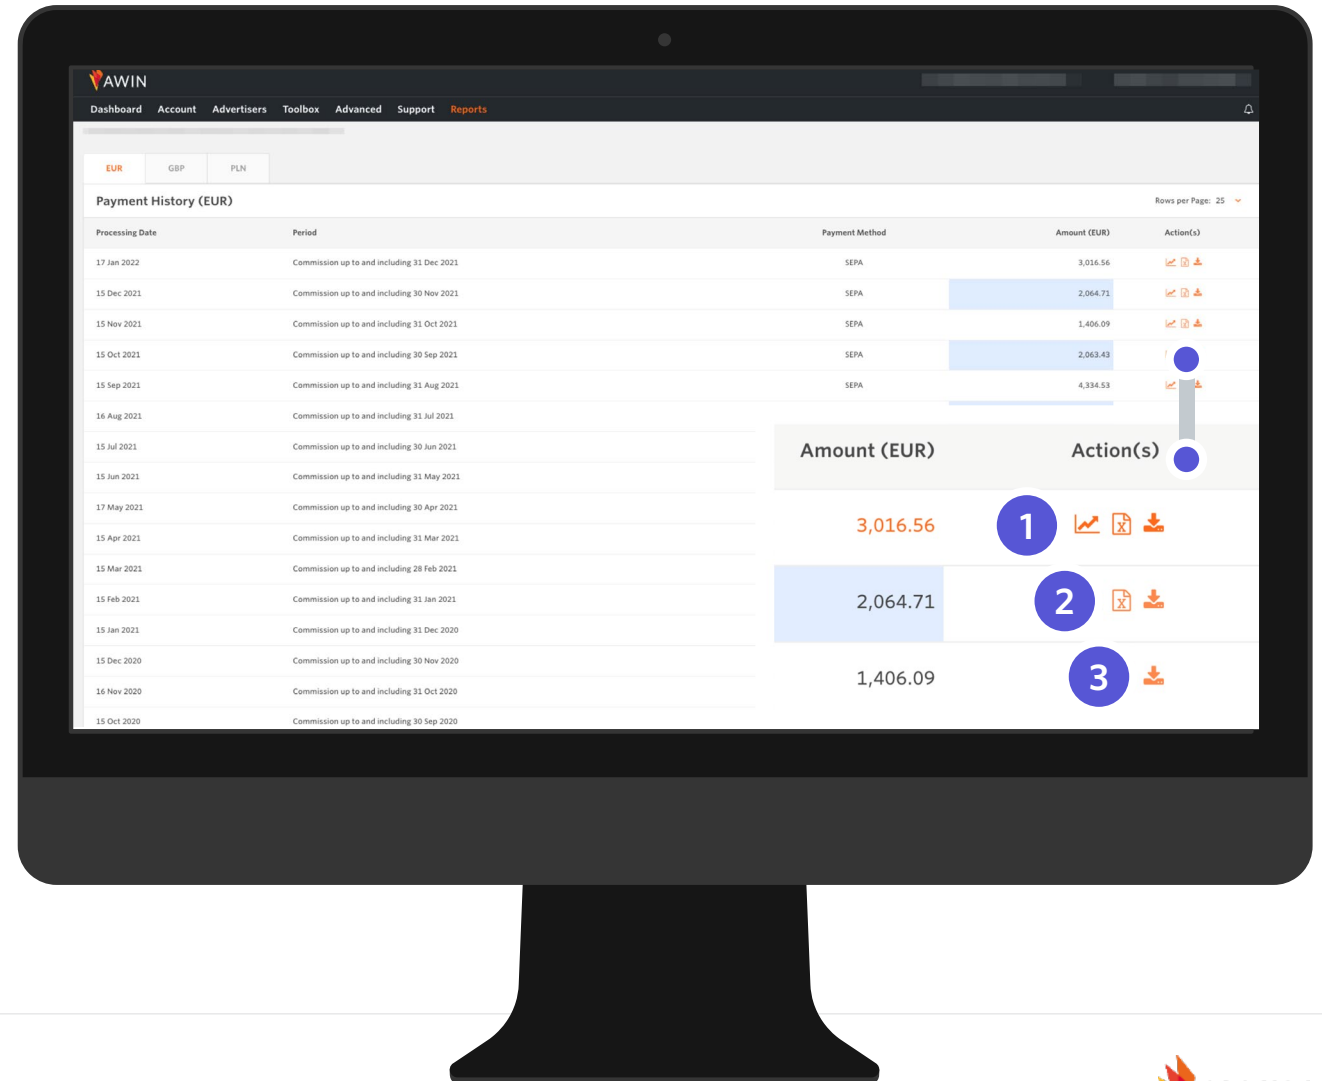 AWIN
Dashboard Account Advertisers Toolbox Advanced Support Reports
EUR GBP PLN
Payment History (EUR) Rows per Page: 25
Processing Date Period Payment Method Amount (EUR) Action(s)
17 Jan 2022 Commission up to and including 31 Dec 2021 SEPA 3,016.56
15 Dec 2021 Commission up to and including 30 Nov 2021 SEPA 2,064.71
15 Nov 2021 Commission up to and including 31 Oct 2021 SEPA 1,406.09
15 Oct 2021 Commission up to and including 30 Sep 2021 SEPA 2,063.43
15 Sep 2021 Commission up to and including 31 Aug 2021 SEPA 4,334.53
16 Aug 2021 Commission up to and including 31 Jul 2021
15 Jul 2021 Commission up to and including 30 Jun 2021
15 Jun 2021 Commission up to and including 31 May 2021
17 May 2021 Commission up to and including 30 Apr 2021
15 Apr 2021 Commission up to and including 31 Mar 2021
15 Mar 2021 Commission up to and including 28 Feb 2021
15 Feb 2021 Commission up to and including 31 Jan 2021
15 Jan 2021 Commission up to and including 31 Dec 2020
15 Dec 2020 Commission up to and including 30 Nov 2020
16 Nov 2020 Commission up to and including 31 Oct 2020
15 Oct 2020 Commission up to and including 30 Sep 2020
Amount (EUR) Action(s)
3,016.56 1
2,064.71 2
1,406.09 3